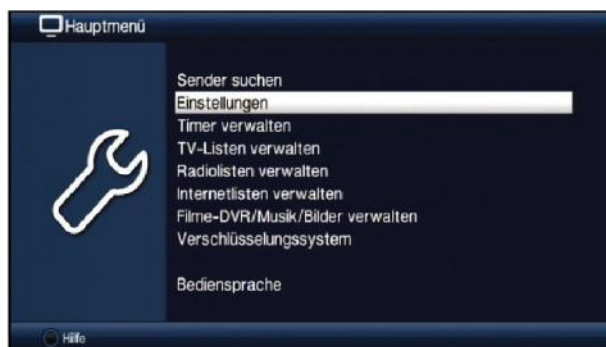 Hauptmenü
Sender suchen
Einstellungen
Timer verwalten
TV-Listen verwalten
Radiolisten verwalten
Internetlisten verwalten
Filme-DVR/Musik/Bilder verwalten
Verschlüsselungssystem
Bediensprache
Hilfe